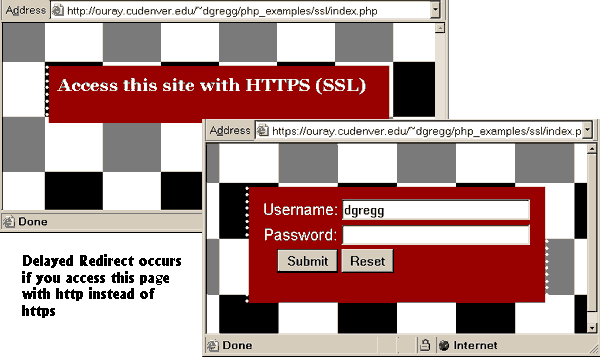 Address http://ouray.cudenver.edu/~dgregg/php_examples/ssl/index.php
Access this site with HTTPS (SSL)
Done
Address https://ouray.cudenver.edu/~dgregg/php_examples/ssl/index.p
Username: dgregg
Password:
Submit Reset
Done Internet
Delayed Redirect occurs
if you access this page
with http instead of
https